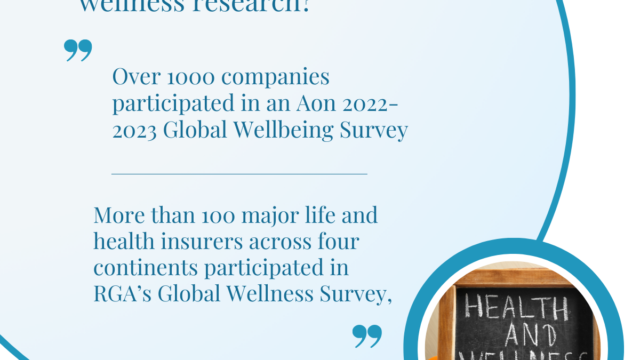 wellness research?
Over 1000 companies
participated in an Aon 2022-
2023 Global Wellbeing Survey
More than 100 major life and
health insurers across four
continents participated in
RGA’s Global Wellness Survey,
HEALTH
AND
WELLNESS